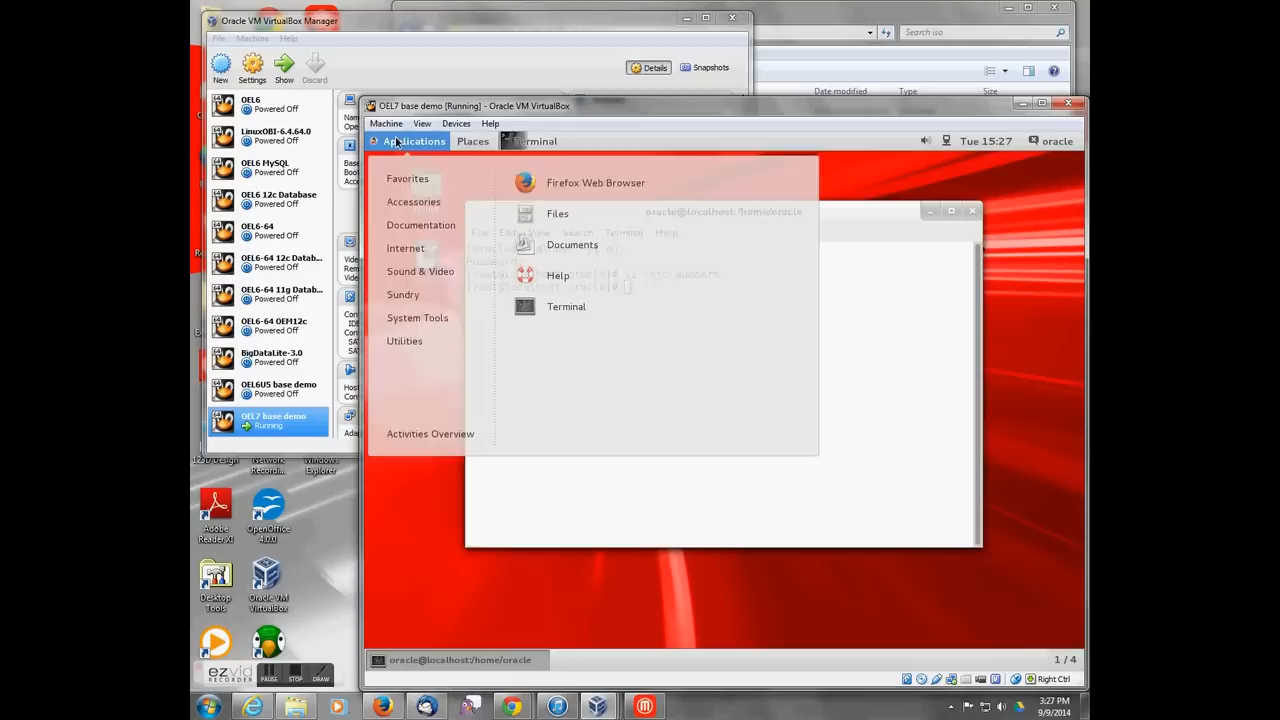 Oracle VM VirtualBox Manager
File Machine Help
New Settings Show Discard
Details Snapshots
Search iso
Date modified Type Size
OEL6
Powered Off
LinuxOBI-6.4.64.0
Powered Off
OEL6 MySQL
Powered Off
OEL6 12c Database
Powered Off
OEL6-64
Powered Off
OEL6-64 12c Datab...
Powered Off
OEL6-64 11g Datab...
Powered Off
OEL6-64 OEM12c
Powered Off
BigDataLite-3.0
Powered Off
OEL6U5 base demo
Powered Off
OEL7 base demo
Running
OEL7 base demo [Running] - Oracle VM VirtualBox
Machine View Devices Help
Applications Places Terminal
Tue 15:27 oracle
Favorites
Accessories
Documentation
Internet
Sound & Video
Sundry
System Tools
Utilities
Activities Overview
Firefox Web Browser
Files
Documents
Help
Terminal
oracle@localhost:/home/oracle
File Edit View Search Terminal Help
oracle@localhost:/home/oracle
1 / 4
Right Ctrl
Explorer
Adobe Reader XI
OpenOffice 4.0.0
Desktop Tools
Oracle VM VirtualBox
ezvid
RECORDER
PAUSE STOP DRAW
3:27 PM
9/9/2014